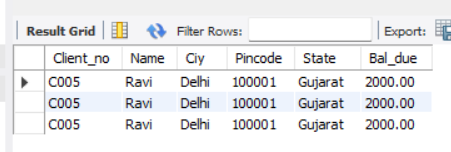 Result Grid Filter Rows: Export:
Client_no Name Ciy Pincode State Bal_due
C005 Ravi Delhi 100001 Gujarat 2000.00
C005 Ravi Delhi 100001 Gujarat 2000.00
C005 Ravi Delhi 100001 Gujarat 2000.00